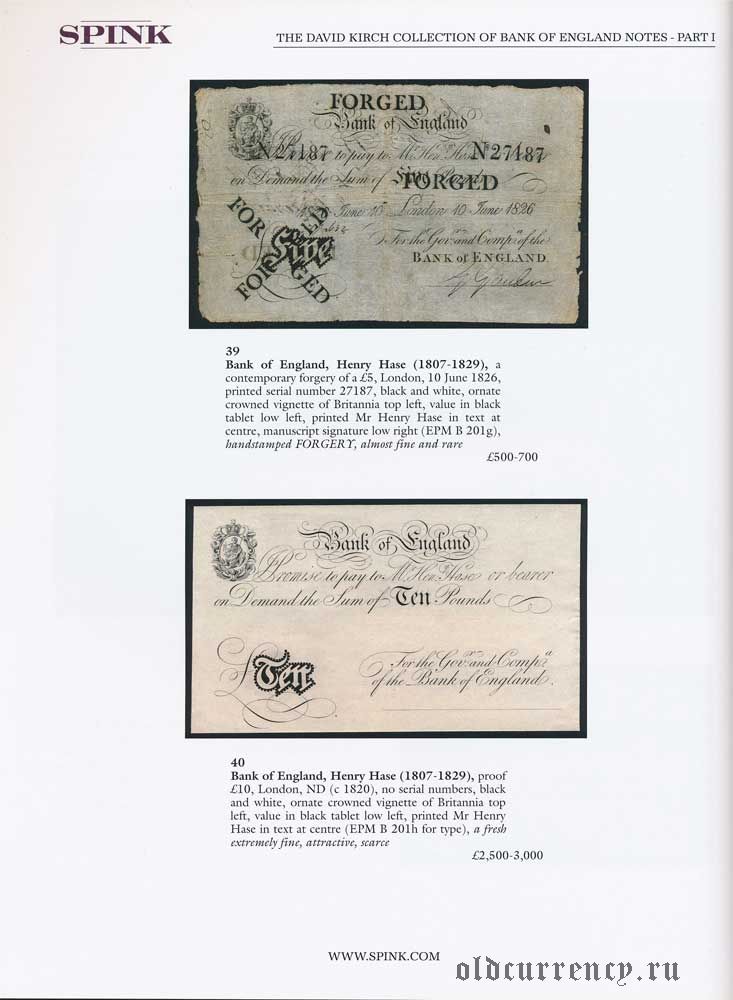 SPINK
THE DAVID KIRCH COLLECTION OF BANK OF ENGLAND NOTES - PART I
FORGED
Bank of England
N 27187 to pay to Mr. Hen. Hase N 27187
on Demand the Sum of Five
FORGED
10 June London 10 June 1826
FORGED
FORGED
Five
For the Govr. and Compa. of the
BANK of ENGLAND.
39
Bank of England, Henry Hase (1807-1829), a
contemporary forgery of a £5, London, 10 June 1826,
printed serial number 27187, black and white, ornate
crowned vignette of Britannia top left, value in black
tablet low left, printed Mr Henry Hase in text at
centre, manuscript signature low right (EPM B 201g),
handstamped FORGERY, almost fine and rare
£500-700
Bank of England
Promise to pay to Mr. Hen. Hase or bearer
on Demand the Sum of Ten Pounds
£Ten
For the Govr. and Compa.
of the Bank of England.
40
Bank of England, Henry Hase (1807-1829), proof
£10, London, ND (c 1820), no serial numbers, black
and white, ornate crowned vignette of Britannia top
left, value in black tablet low left, printed Mr Henry
Hase in text at centre (EPM B 201h for type), a fresh
extremely fine, attractive, scarce
£2,500-3,000
WWW.SPINK.COM
oldcurrency.ru